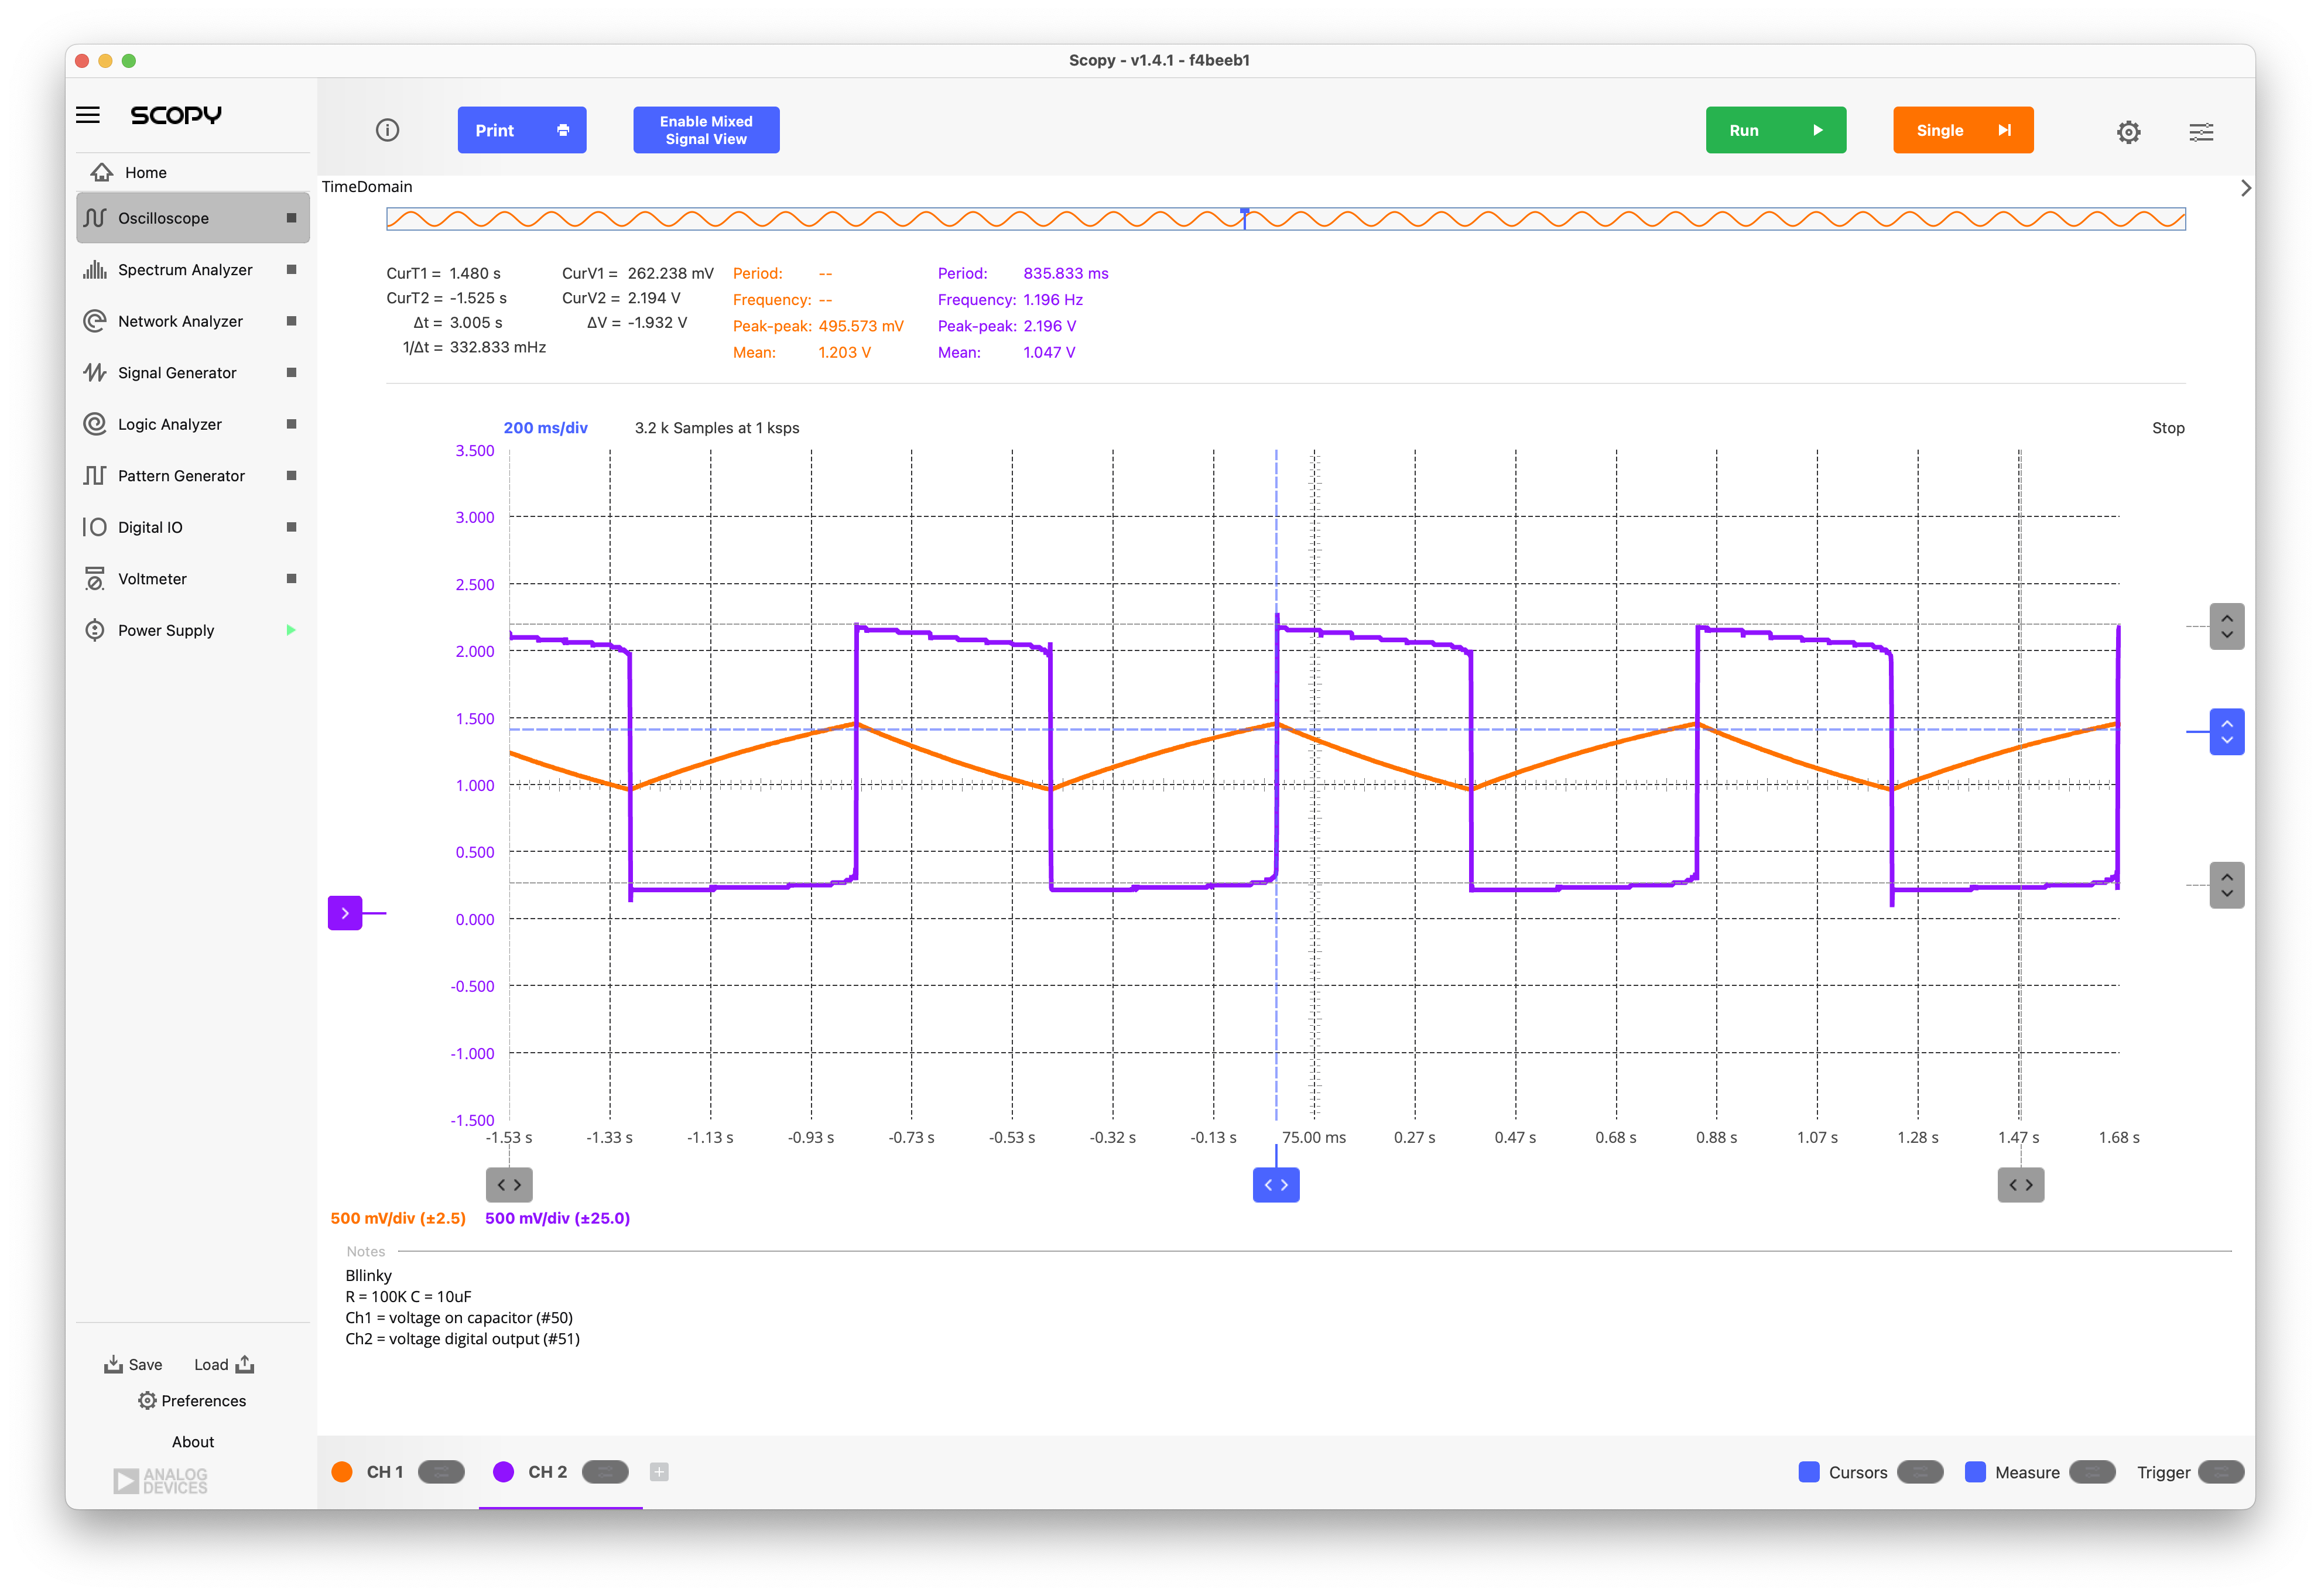 Scopy - v1.4.1 - f4beeb1
SCOPY
Home
Oscilloscope
Spectrum Analyzer
Network Analyzer
Signal Generator
Logic Analyzer
Pattern Generator
Digital IO
Voltmeter
Power Supply
Save Load
Preferences
About
ANALOG
DEVICES
Print
Enable Mixed
Signal View
Run
Single
TimeDomain
CurT1 = 1.480 s CurV1 = 262.238 mV Period: -- Period: 835.833 ms
CurT2 = -1.525 s CurV2 = 2.194 V Frequency: -- Frequency: 1.196 Hz
Δt = 3.005 s ΔV = -1.932 V Peak-peak: 495.573 mV Peak-peak: 2.196 V
1/Δt = 332.833 mHz Mean: 1.203 V Mean: 1.047 V
200 ms/div 3.2 k Samples at 1 ksps Stop
3.500
3.000
2.500
2.000
1.500
1.000
0.500
0.000
-0.500
-1.000
-1.500
-1.53 s -1.33 s -1.13 s -0.93 s -0.73 s -0.53 s -0.32 s -0.13 s 75.00 ms 0.27 s 0.47 s 0.68 s 0.88 s 1.07 s 1.28 s 1.47 s 1.68 s
500 mV/div (±2.5) 500 mV/div (±25.0)
Notes
Bllinky
R = 100K C = 10uF
Ch1 = voltage on capacitor (#50)
Ch2 = voltage digital output (#51)
CH 1 CH 2 Cursors Measure Trigger